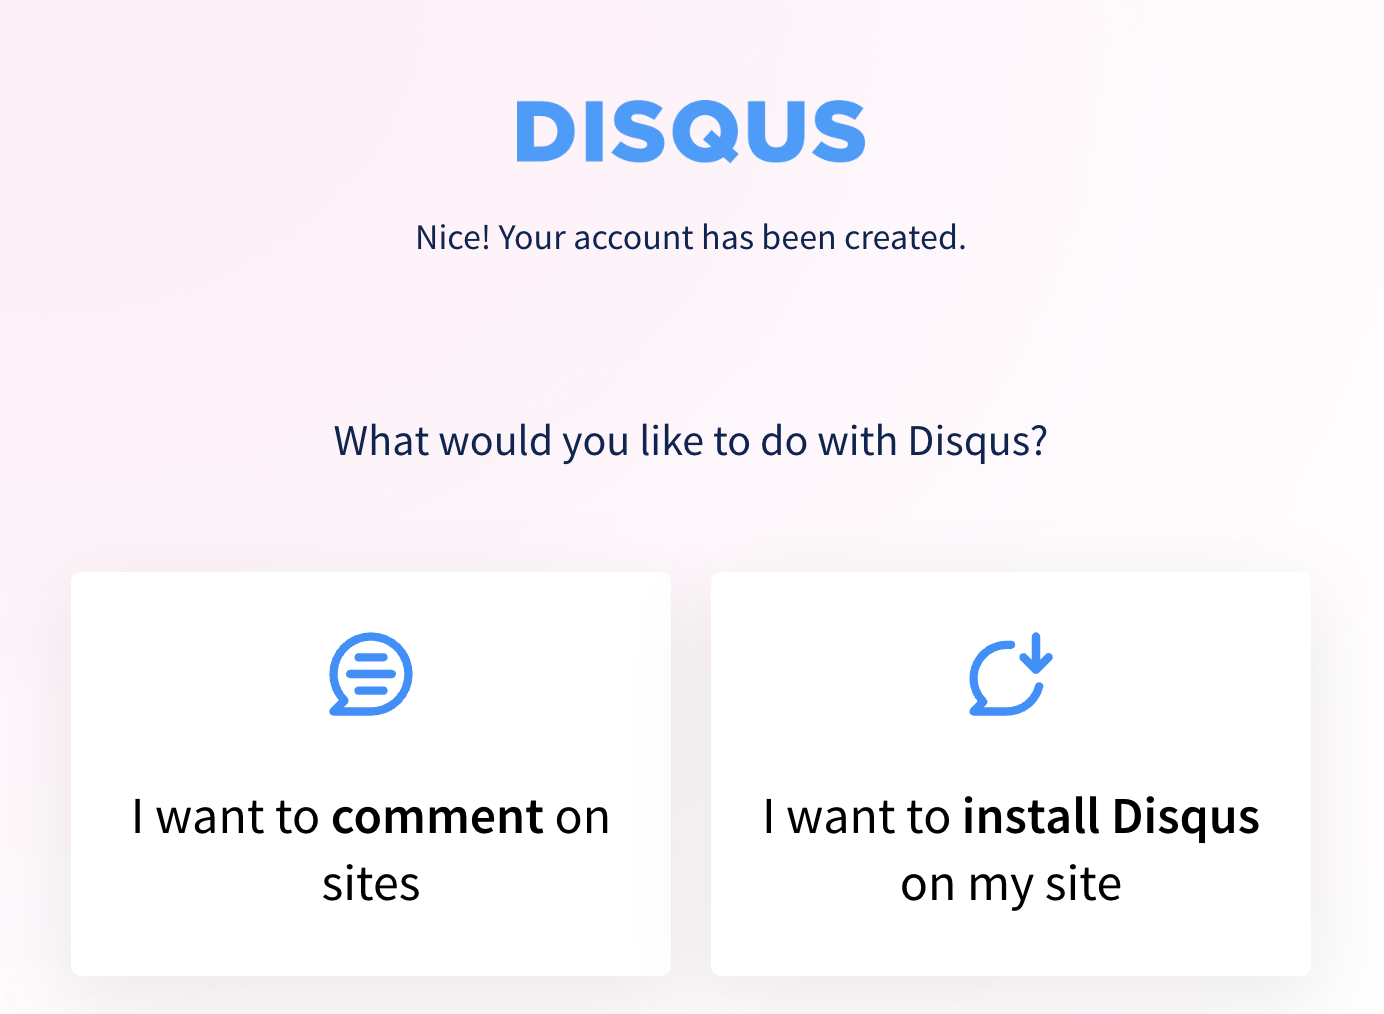 DISQUS
Nice! Your account has been created.
What would you like to do with Disqus?
I want to comment on
sites
I want to install Disqus
on my site